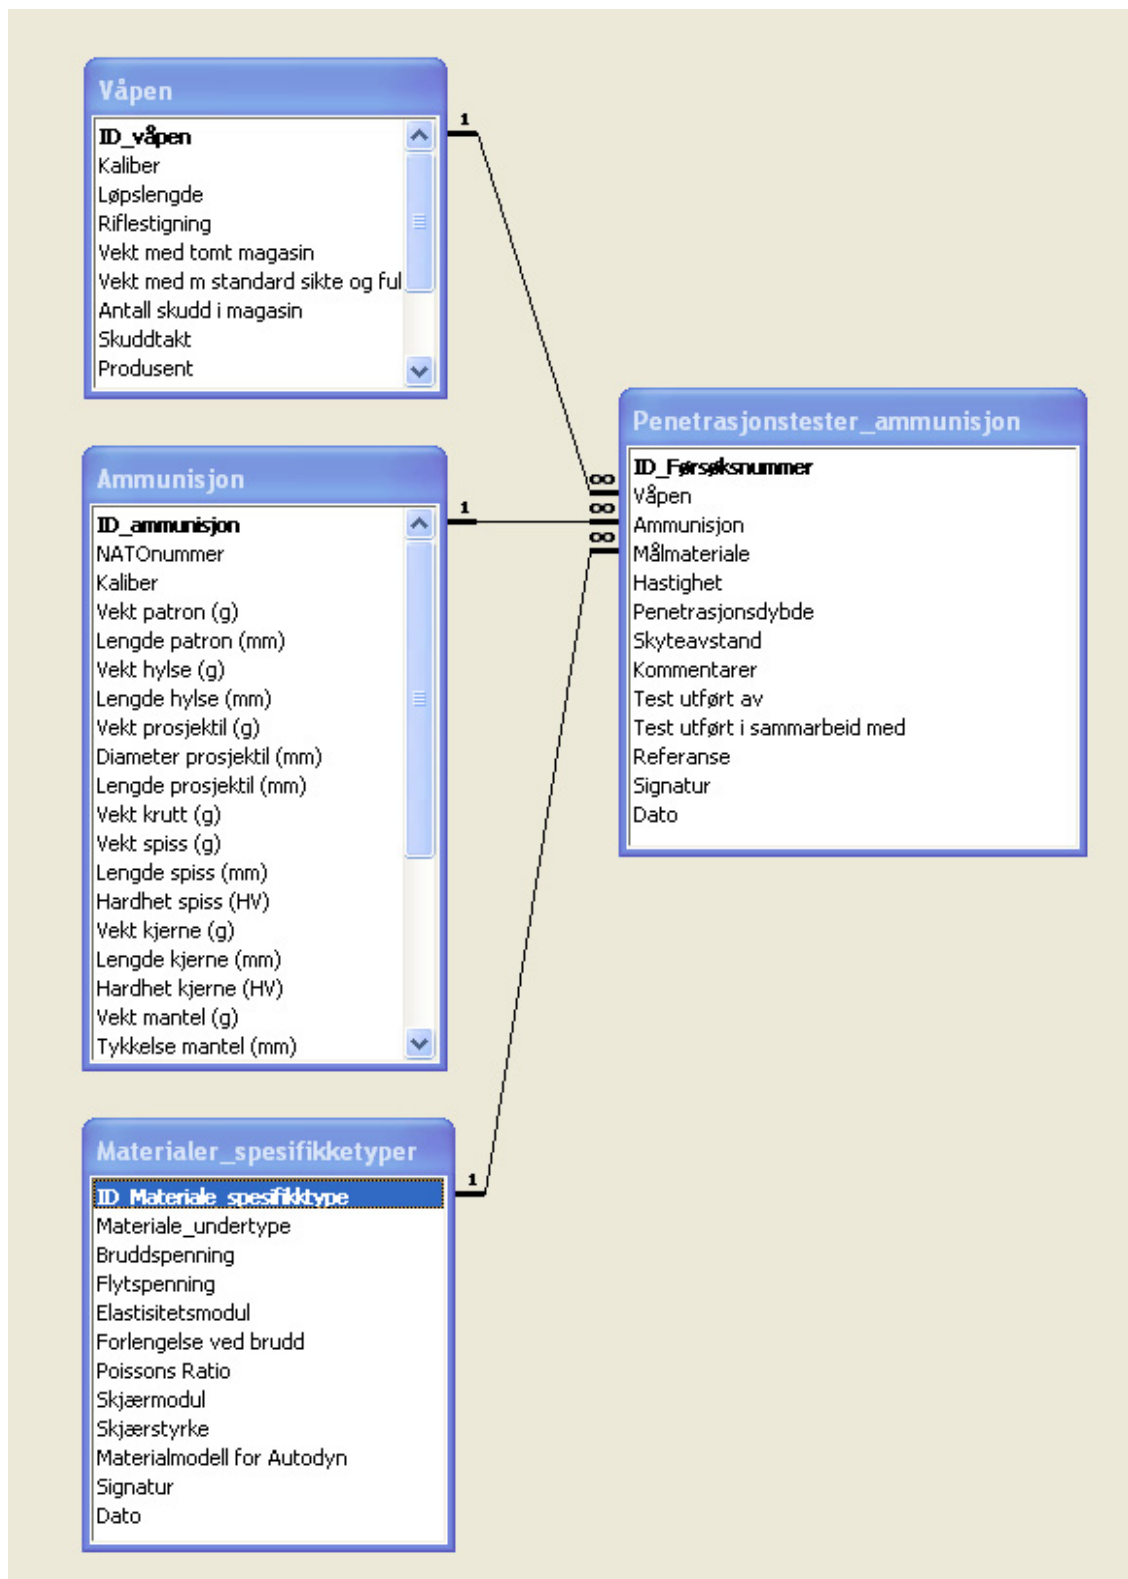 Våpen
ID_våpen
Kaliber
Løpslengde
Riflestigning
Vekt med tomt magasin
Vekt med m standard sikte og ful
Antall skudd i magasin
Skuddtakt
Produsent
1
Ammunisjon
ID_ammunisjon
NATOnummer
Kaliber
Vekt patron (g)
Lengde patron (mm)
Vekt hylse (g)
Lengde hylse (mm)
Vekt prosjektil (g)
Diameter prosjektil (mm)
Lengde prosjektil (mm)
Vekt krutt (g)
Vekt spiss (g)
Lengde spiss (mm)
Hardhet spiss (HV)
Vekt kjerne (g)
Lengde kjerne (mm)
Hardhet kjerne (HV)
Vekt mantel (g)
Tykkelse mantel (mm)
1
Materialer_spesifikketyper
ID_Materiale_spesifikktype
Materiale_undertype
Bruddspenning
Flytspenning
Elastisitetsmodul
Forlengelse ved brudd
Poissons Ratio
Skjærmodul
Skjærstyrke
Materialmodell for Autodyn
Signatur
Dato
1
∞
∞
∞
Penetrasjonstester_ammunisjon
ID_Førsøksnummer
Våpen
Ammunisjon
Målmateriale
Hastighet
Penetrasjonsdybde
Skyteavstand
Kommentarer
Test utført av
Test utført i sammarbeid med
Referanse
Signatur
Dato